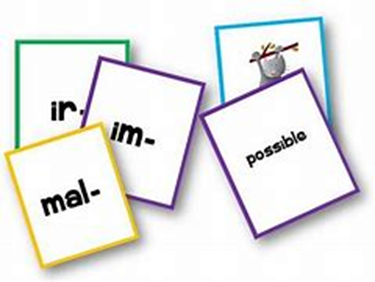 ir-
im-
mal-
possible